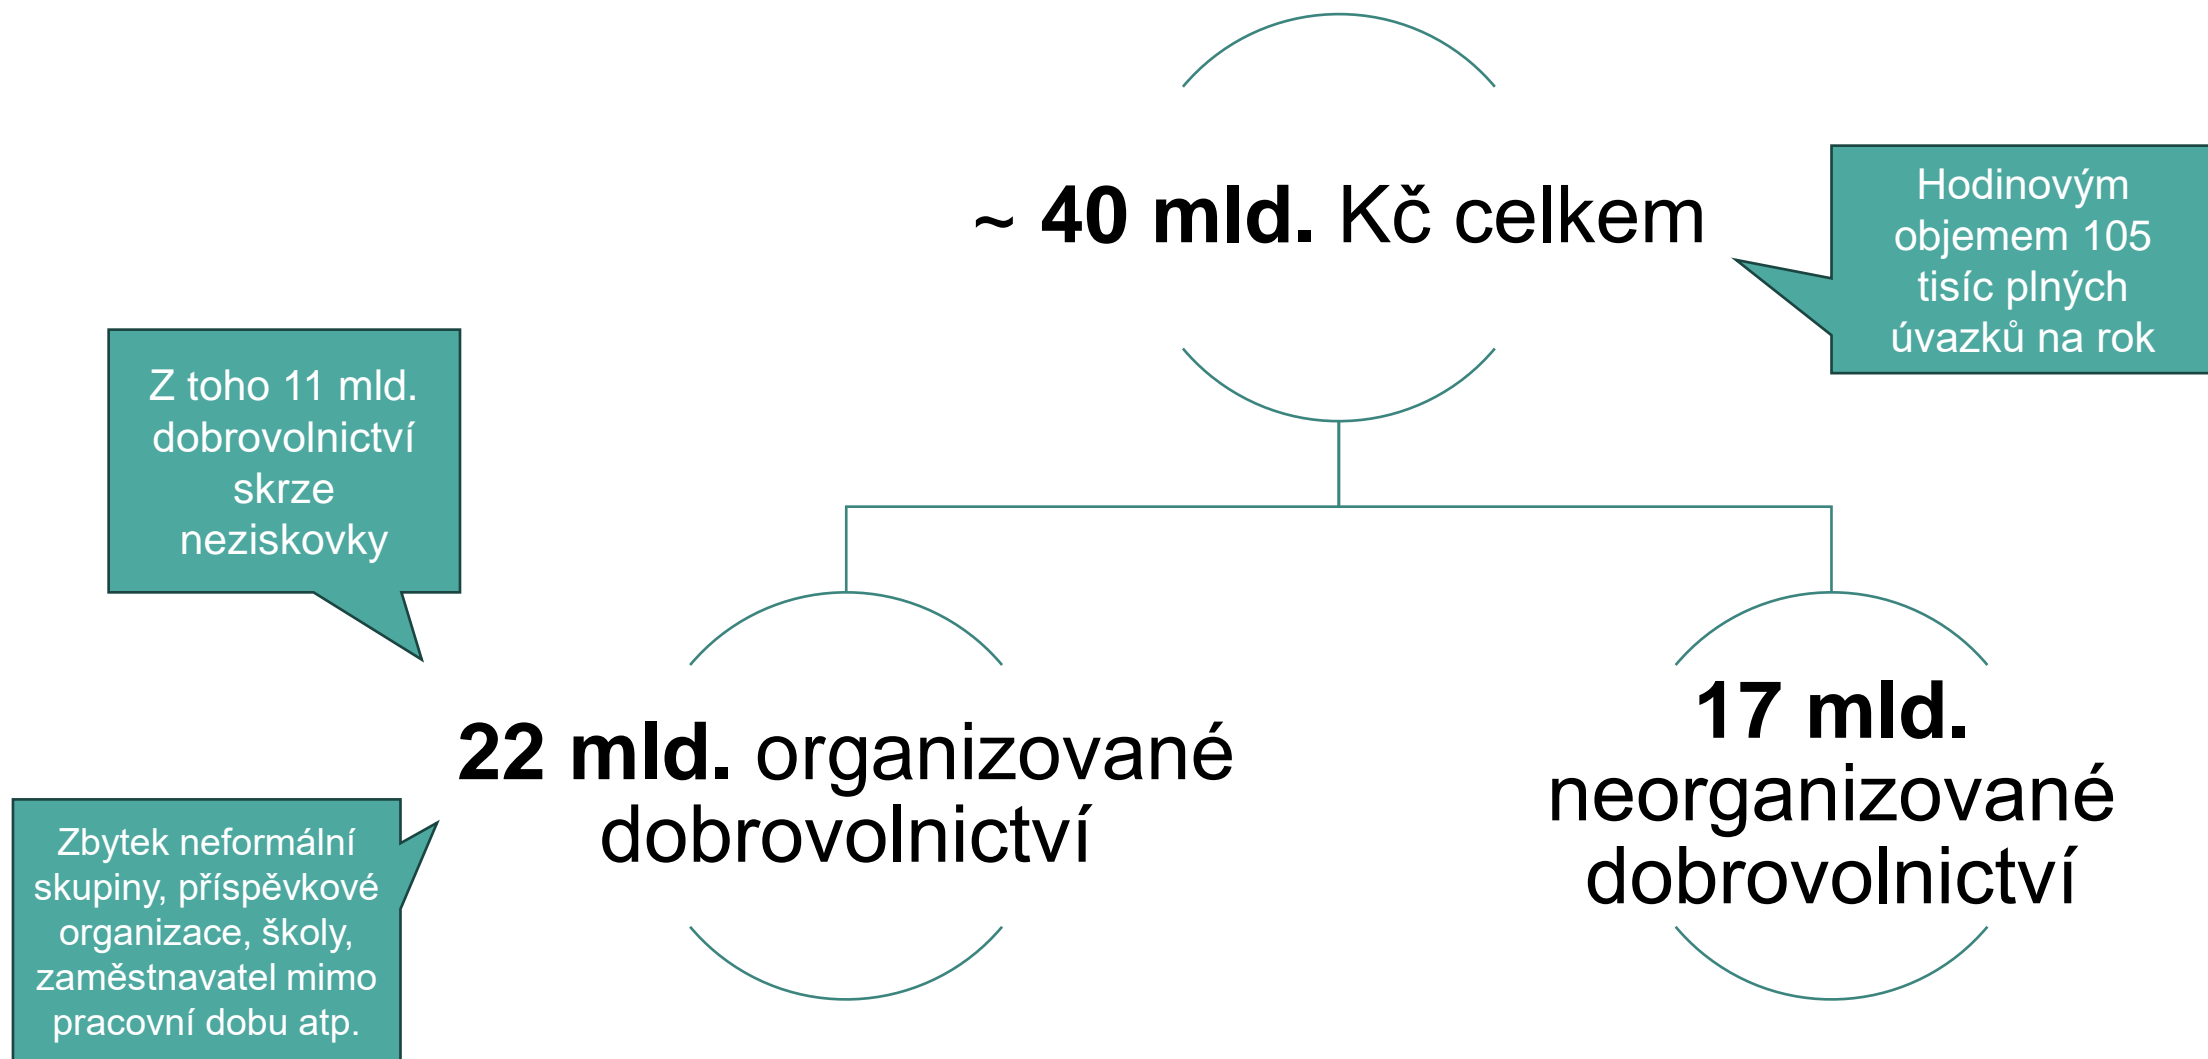 ~ 40 mld. Kč celkem
Hodinovým
objemem 105
tisíc plných
úvazků na rok
Z toho 11 mld.
dobrovolnictví
skrze
neziskovky
22 mld. organizované
dobrovolnictví
17 mld.
neorganizované
dobrovolnictví
Zbytek neformální
skupiny, příspěvkové
organizace, školy,
zaměstnavatel mimo
pracovní dobu atp.